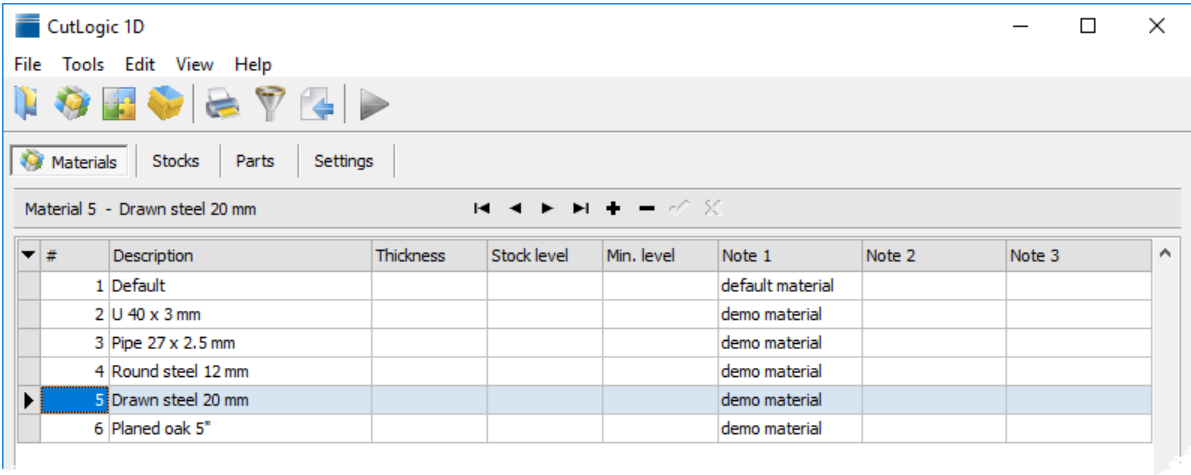 CutLogic 1D
File Tools Edit View Help
Materials Stocks Parts Settings
Material 5 - Drawn steel 20 mm
# Description Thickness Stock level Min. level Note 1 Note 2 Note 3
1 Default default material
2 U 40 x 3 mm demo material
3 Pipe 27 x 2.5 mm demo material
4 Round steel 12 mm demo material
5 Drawn steel 20 mm demo material
6 Planed oak 5" demo material